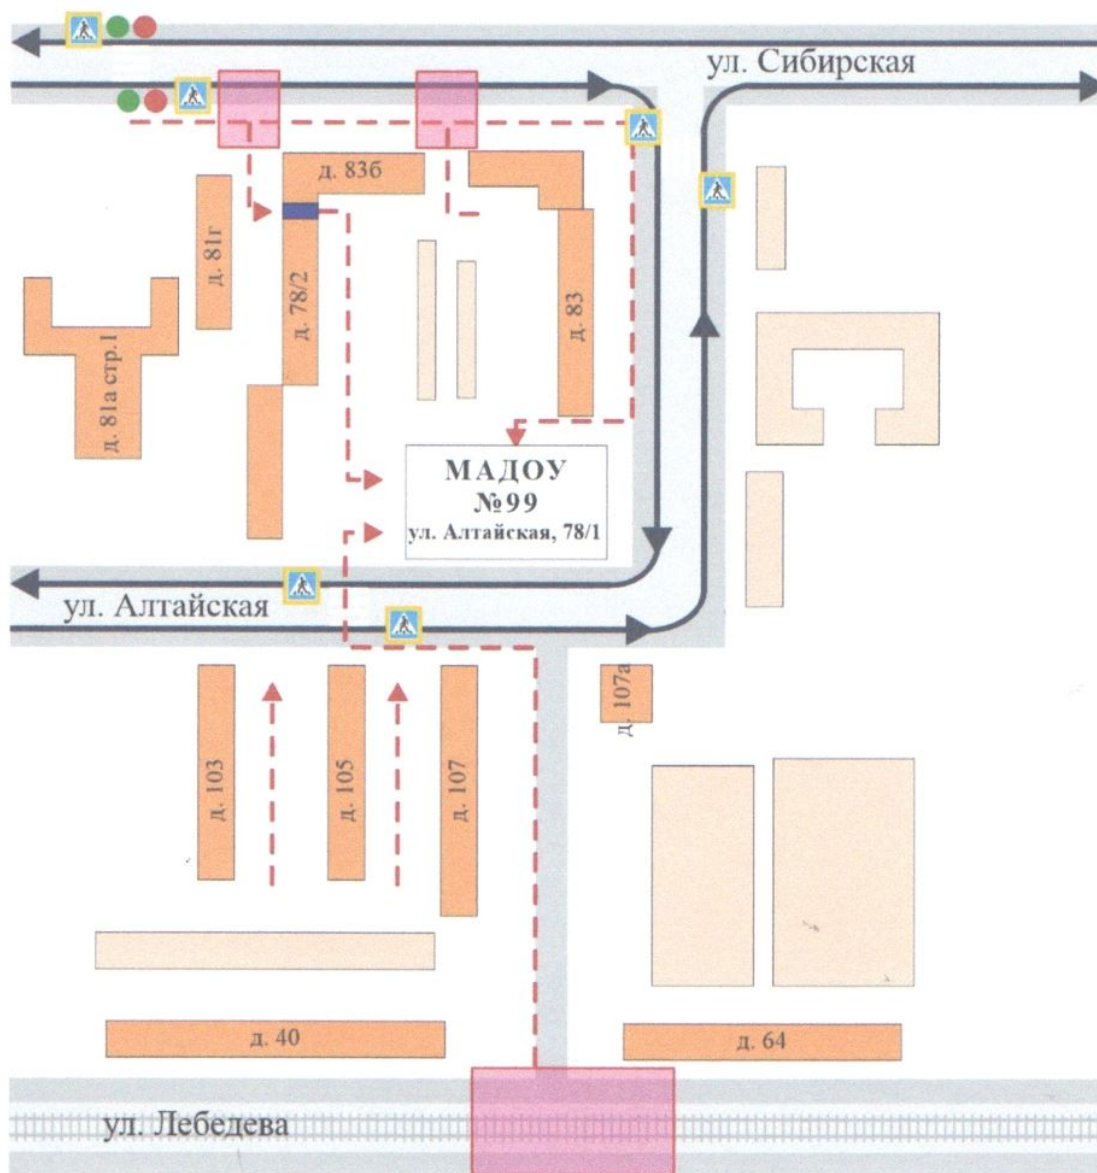 ул. Сибирская
д. 83б
д. 81г
д. 78/2
д. 83
д. 81а стр.1
МАДОУ
№99
ул. Алтайская, 78/1
ул. Алтайская
д. 107а
д. 103
д. 105
д. 107
д. 40
д. 64
ул. Лебедева